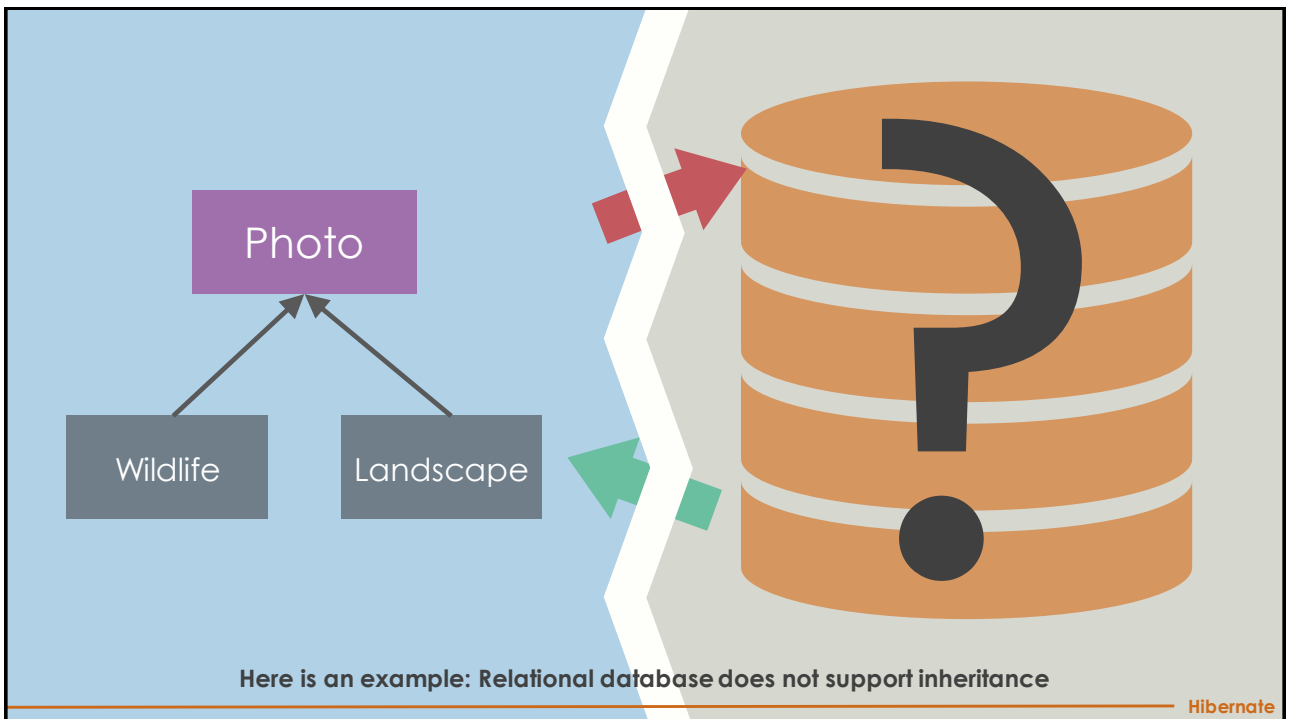 Photo
Wildlife
Landscape
?
Here is an example: Relational database does not support inheritance
Hibernate